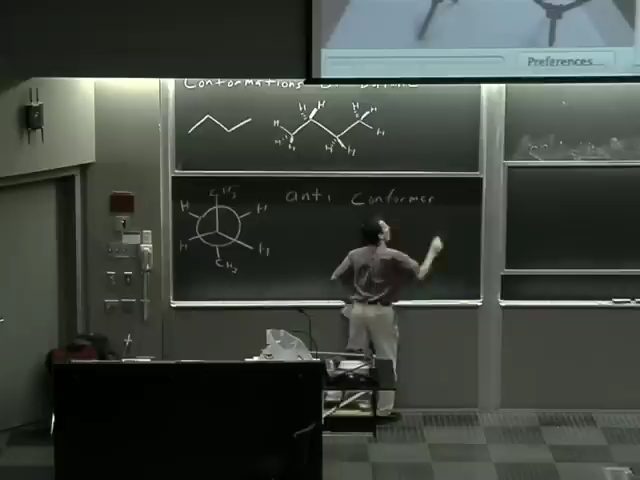 Preferences...
Conformations
H H H H
H H
H H H H
CH3
H H
H H
CH3
anti Conformer